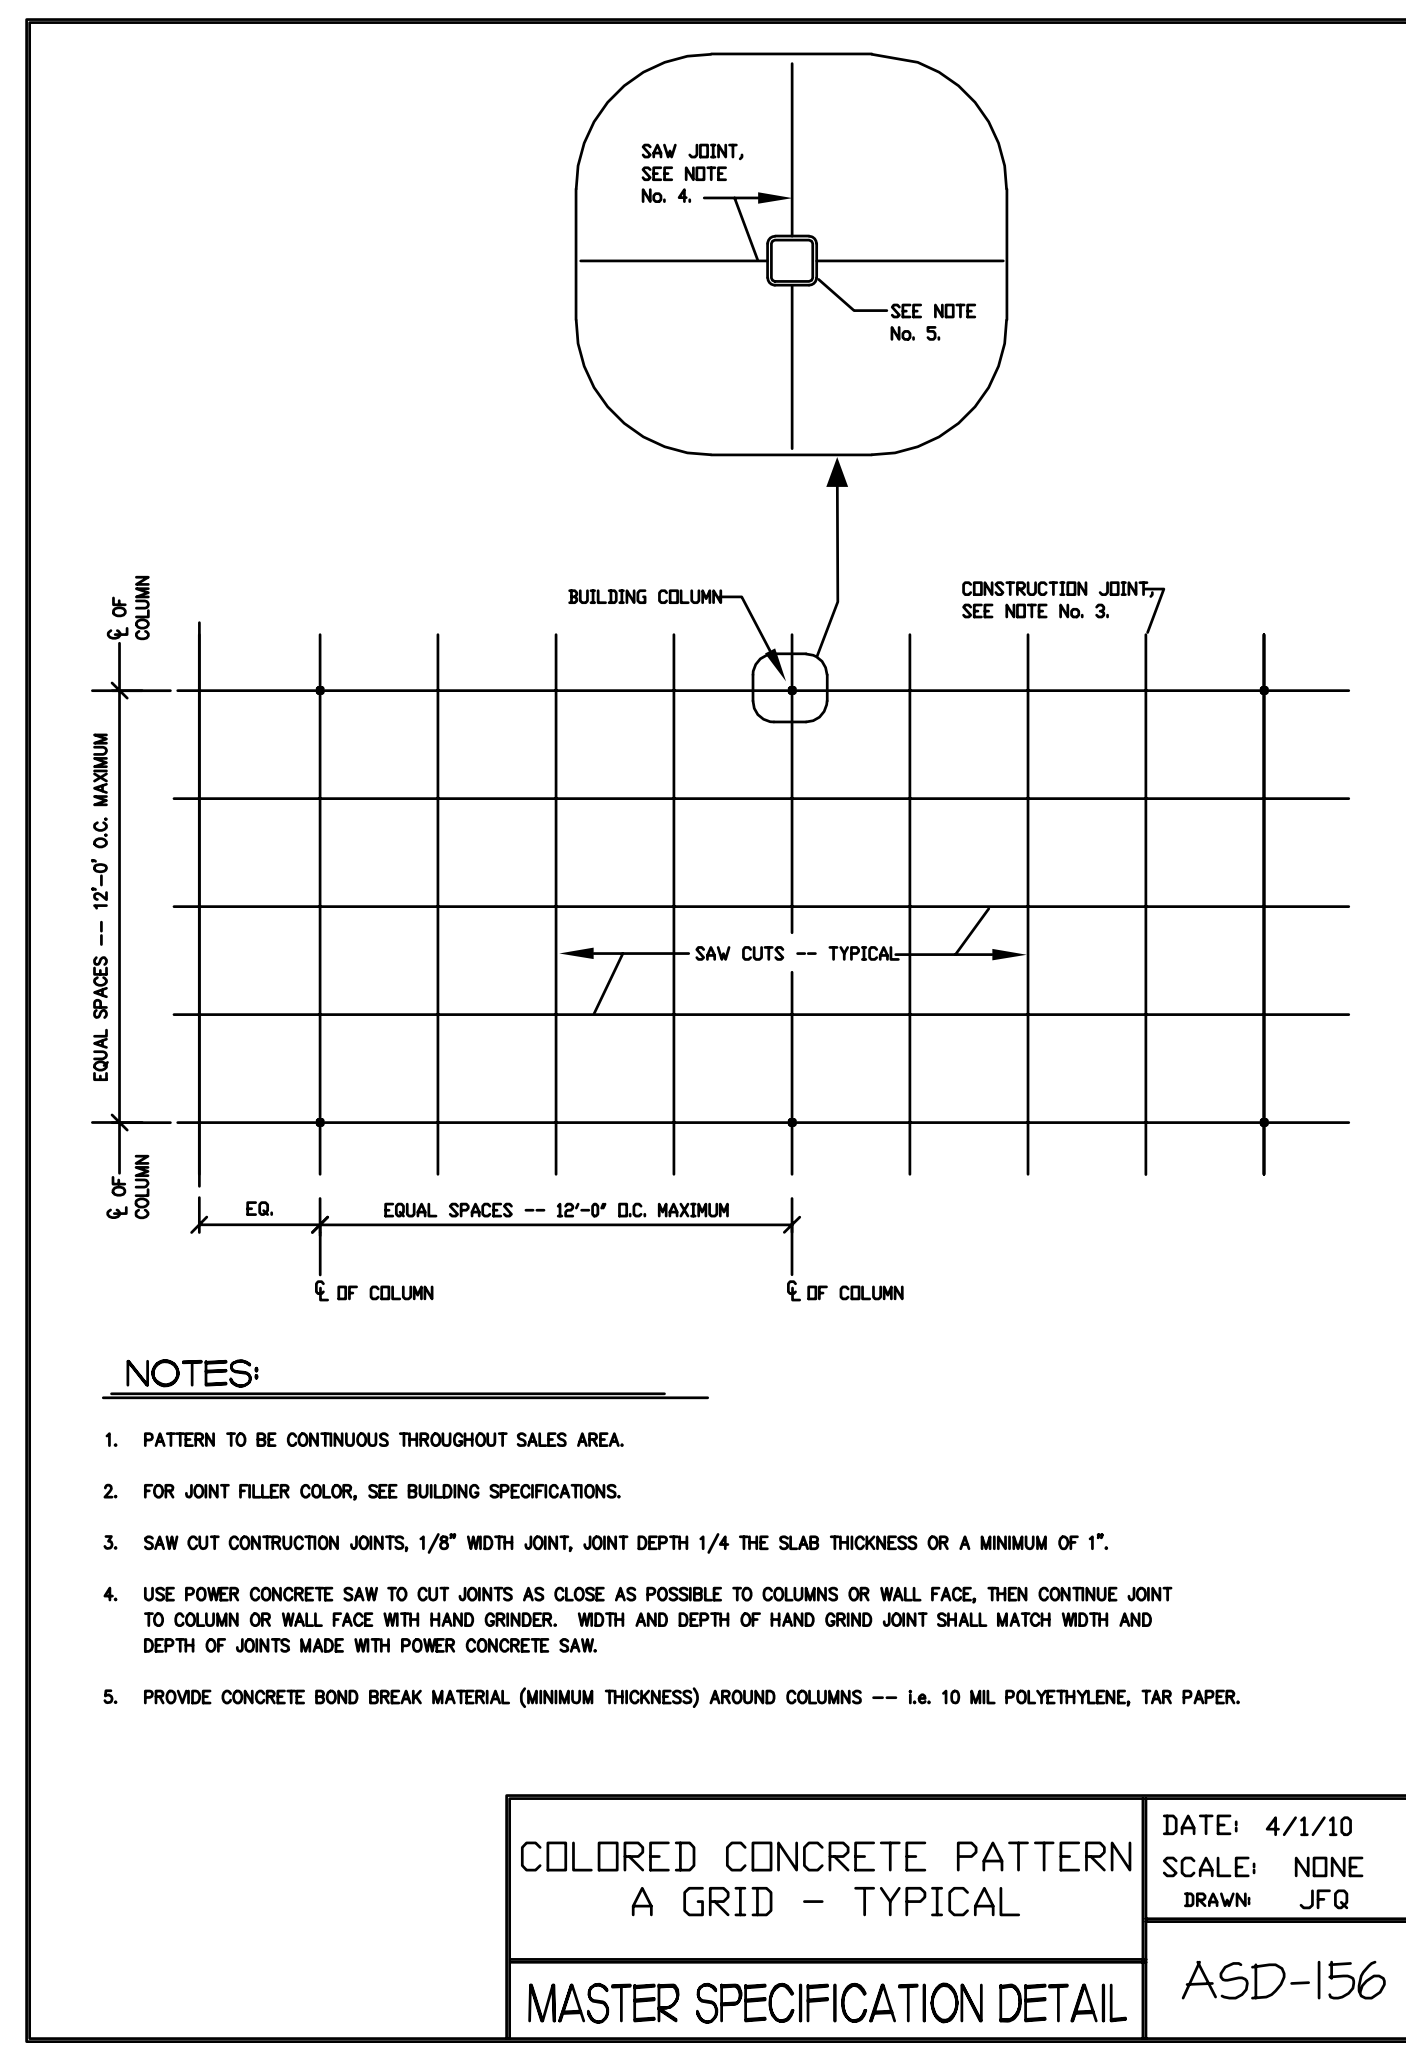 SAW JOINT,
SEE NOTE
No. 4.
SEE NOTE
No. 5.
BUILDING COLUMN
CONSTRUCTION JOINT,
SEE NOTE No. 3.
℄ OF
COLUMN
EQUAL SPACES -- 12'-0' O.C. MAXIMUM
SAW CUTS -- TYPICAL
℄ OF
COLUMN
EQ.
EQUAL SPACES -- 12'-0" O.C. MAXIMUM
℄ OF COLUMN
℄ OF COLUMN
NOTES:
1. PATTERN TO BE CONTINUOUS THROUGHOUT SALES AREA.
2. FOR JOINT FILLER COLOR, SEE BUILDING SPECIFICATIONS.
3. SAW CUT CONTRUCTION JOINTS, 1/8" WIDTH JOINT, JOINT DEPTH 1/4 THE SLAB THICKNESS OR A MINIMUM OF 1".
4. USE POWER CONCRETE SAW TO CUT JOINTS AS CLOSE AS POSSIBLE TO COLUMNS OR WALL FACE, THEN CONTINUE JOINT
TO COLUMN OR WALL FACE WITH HAND GRINDER. WIDTH AND DEPTH OF HAND GRIND JOINT SHALL MATCH WIDTH AND
DEPTH OF JOINTS MADE WITH POWER CONCRETE SAW.
5. PROVIDE CONCRETE BOND BREAK MATERIAL (MINIMUM THICKNESS) AROUND COLUMNS -- i.e. 10 MIL POLYETHYLENE, TAR PAPER.
COLORED CONCRETE PATTERN
A GRID - TYPICAL
MASTER SPECIFICATION DETAIL
DATE: 4/1/10
SCALE: NONE
DRAWN: JFQ
ASD-156